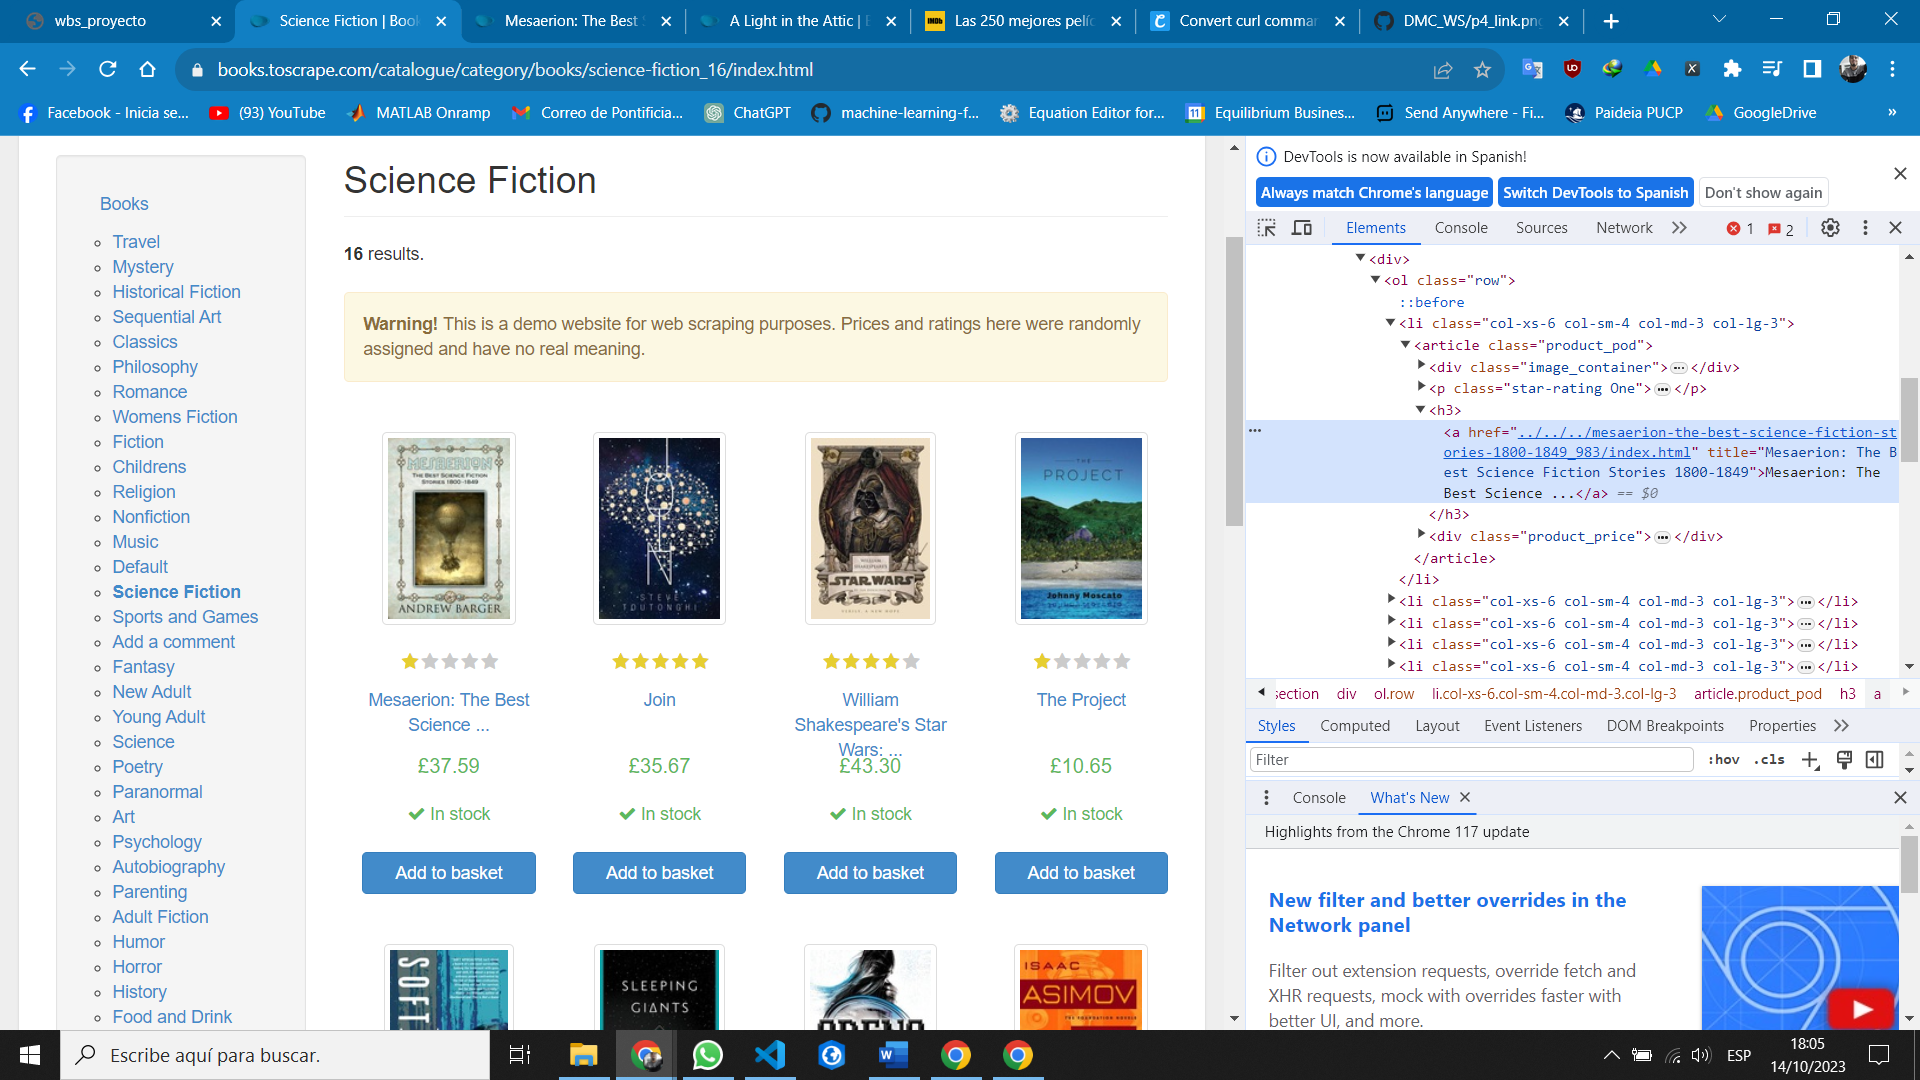 wbs_proyecto
Science Fiction | Boo
Mesaerion: The Best
A Light in the Attic |
Las 250 mejores pelíc
Convert curl comma
DMC_WS/p4_link.pn
books.toscrape.com/catalogue/category/books/science-fiction_16/index.html
Facebook - Inicia se...
(93) YouTube
MATLAB Onramp
Correo de Pontificia...
ChatGPT
machine-learning-f...
Equation Editor for...
Equilibrium Busines...
Send Anywhere - Fi...
Paideia PUCP
GoogleDrive
»
Books
Travel
Mystery
Historical Fiction
Sequential Art
Classics
Philosophy
Romance
Womens Fiction
Fiction
Childrens
Religion
Nonfiction
Music
Default
Science Fiction
Sports and Games
Add a comment
Fantasy
New Adult
Young Adult
Science
Poetry
Paranormal
Art
Psychology
Autobiography
Parenting
Adult Fiction
Humor
Horror
History
Food and Drink
Science Fiction
16 results.
Warning! This is a demo website for web scraping purposes. Prices and ratings here were randomly
assigned and have no real meaning.
MESAERION
THE BEST SCIENCE FICTION
STORIES 1800-1849
ANDREW BARGER
STEVE
TOUTONGHI
STAR WARS
THE
PROJECT
Johnny Moscato
Mesaerion: The Best
Science ...
£37.59
In stock
Add to basket
Join
£35.67
In stock
Add to basket
William
Shakespeare's Star
Wars: ...
£43.30
In stock
Add to basket
The Project
£10.65
In stock
Add to basket
SOFT
SLEEPING
GIANTS
ISAAC
ASIMOV
DevTools is now available in Spanish!
Always match Chrome's language
Switch DevTools to Spanish
Don't show again
Elements
Console
Sources
Network
1
2
<div>
<ol class="row">
::before
<li class="col-xs-6 col-sm-4 col-md-3 col-lg-3">
<article class="product_pod">
<div class="image_container">…</div>
<p class="star-rating One">…</p>
<h3>
<a href="../../../mesaerion-the-best-science-fiction-st
ories-1800-1849_983/index.html" title="Mesaerion: The B
est Science Fiction Stories 1800-1849">Mesaerion: The
Best Science ...</a> == $0
</h3>
<div class="product_price">…</div>
</article>
</li>
<li class="col-xs-6 col-sm-4 col-md-3 col-lg-3">…</li>
<li class="col-xs-6 col-sm-4 col-md-3 col-lg-3">…</li>
<li class="col-xs-6 col-sm-4 col-md-3 col-lg-3">…</li>
<li class="col-xs-6 col-sm-4 col-md-3 col-lg-3">…</li>
section div ol.row li.col-xs-6.col-sm-4.col-md-3.col-lg-3 article.product_pod h3 a
Styles
Computed
Layout
Event Listeners
DOM Breakpoints
Properties
Filter
:hov
.cls
Console
What's New
Highlights from the Chrome 117 update
New filter and better overrides in the
Network panel
Filter out extension requests, override fetch and
XHR requests, mock with overrides faster with
better UI, and more.
Escribe aquí para buscar.
ESP
18:05
14/10/2023